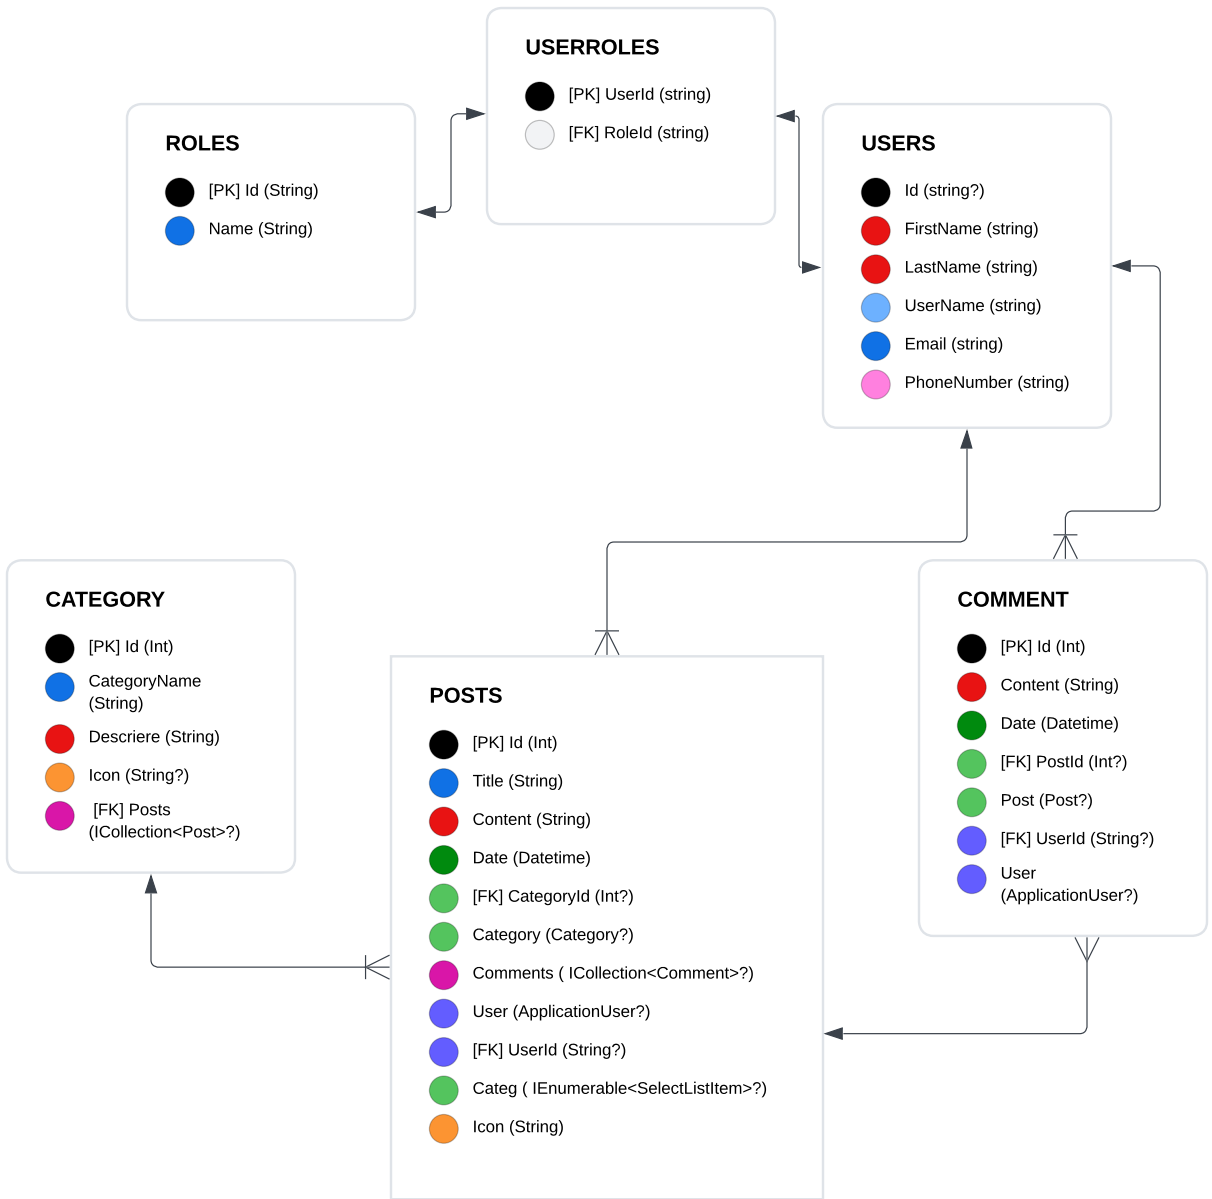 USERROLES
[PK] UserId (string)
[FK] RoleId (string)
ROLES
[PK] Id (String)
Name (String)
USERS
Id (string?)
FirstName (string)
LastName (string)
UserName (string)
Email (string)
PhoneNumber (string)
CATEGORY
[PK] Id (Int)
CategoryName
(String)
Descriere (String)
Icon (String?)
[FK] Posts
(ICollection<Post>?)
POSTS
[PK] Id (Int)
Title (String)
Content (String)
Date (Datetime)
[FK] CategoryId (Int?)
Category (Category?)
Comments ( ICollection<Comment>?)
User (ApplicationUser?)
[FK] UserId (String?)
Categ ( IEnumerable<SelectListItem>?)
Icon (String)
COMMENT
[PK] Id (Int)
Content (String)
Date (Datetime)
[FK] PostId (Int?)
Post (Post?)
[FK] UserId (String?)
User
(ApplicationUser?)